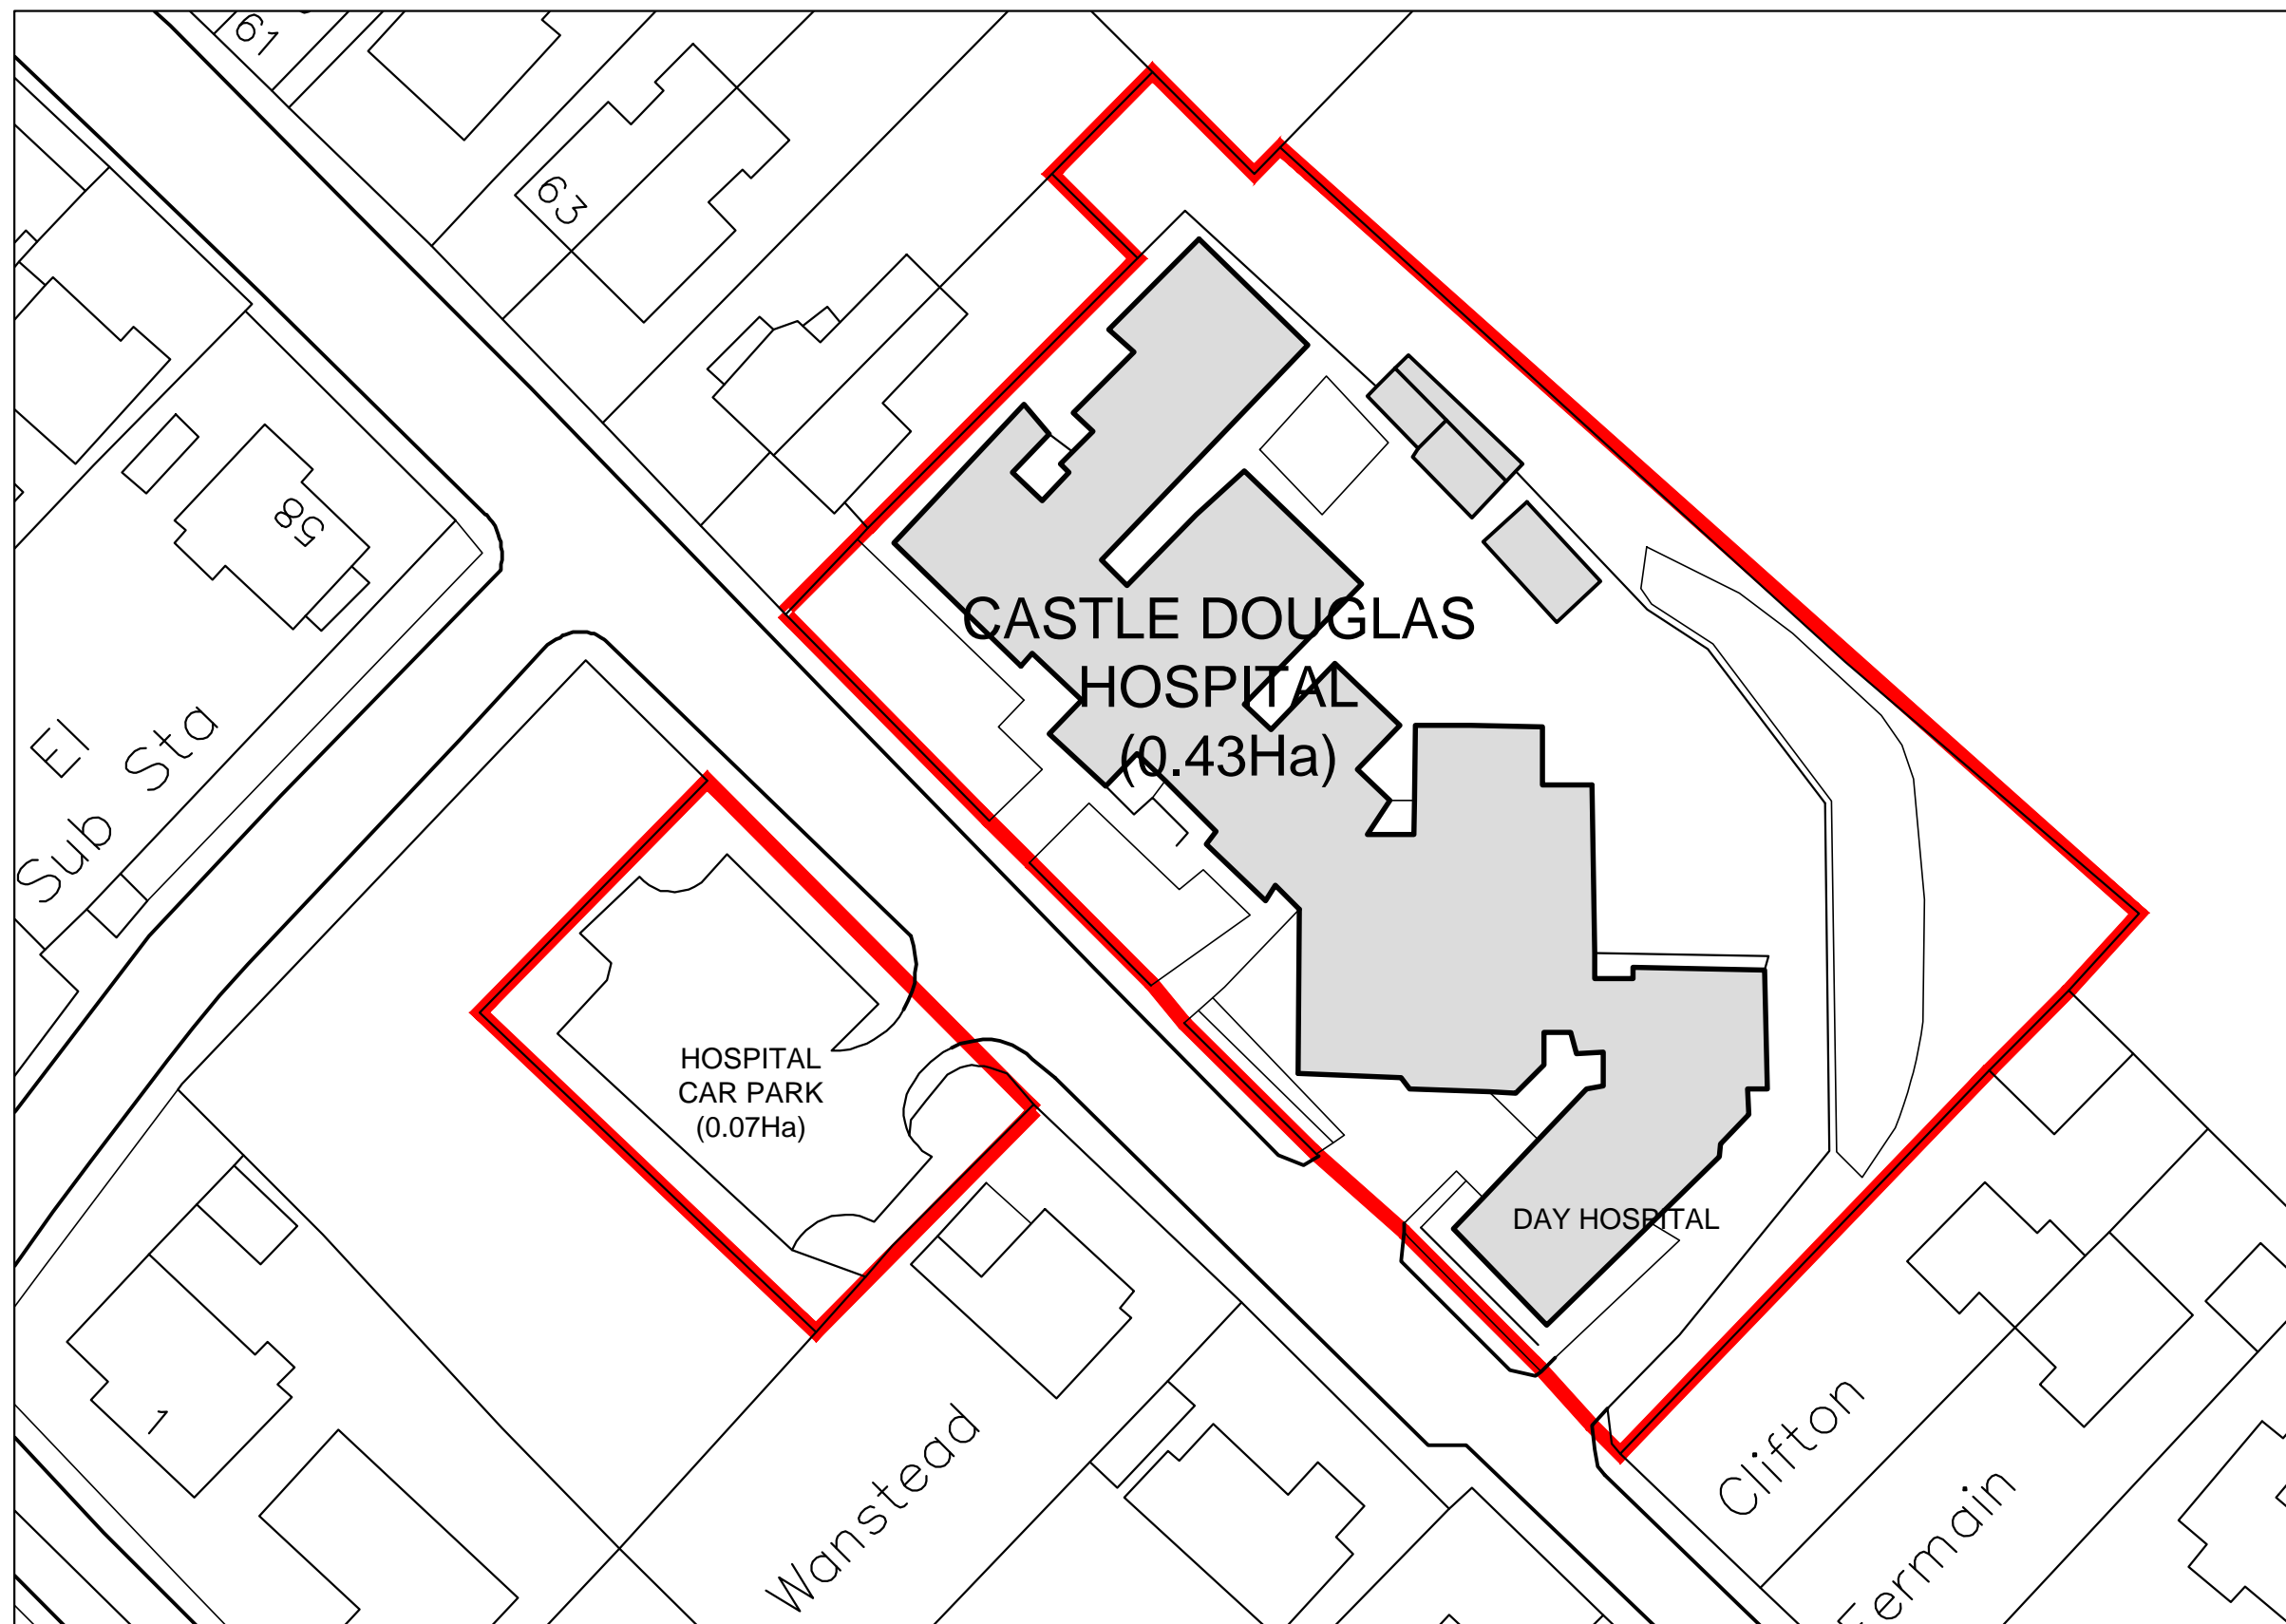 61
63
58
El
Sub Sta
CASTLE DOUGLAS
HOSPITAL
(0.43Ha)
HOSPITAL
CAR PARK
(0.07Ha)
DAY HOSPITAL
1
Wanstead
Clifton
Fermain